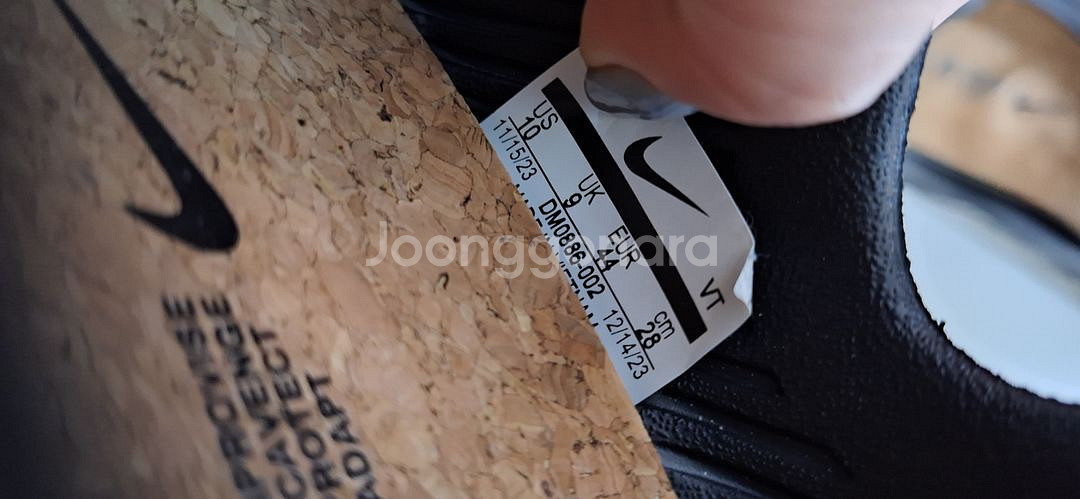 PROVISE
CAVENGE
ROTECT
ADAPT
VT
US UK EUR cm
10 9 44 28
11/15/23 DM0886-002 12/14/23
Joonggonara